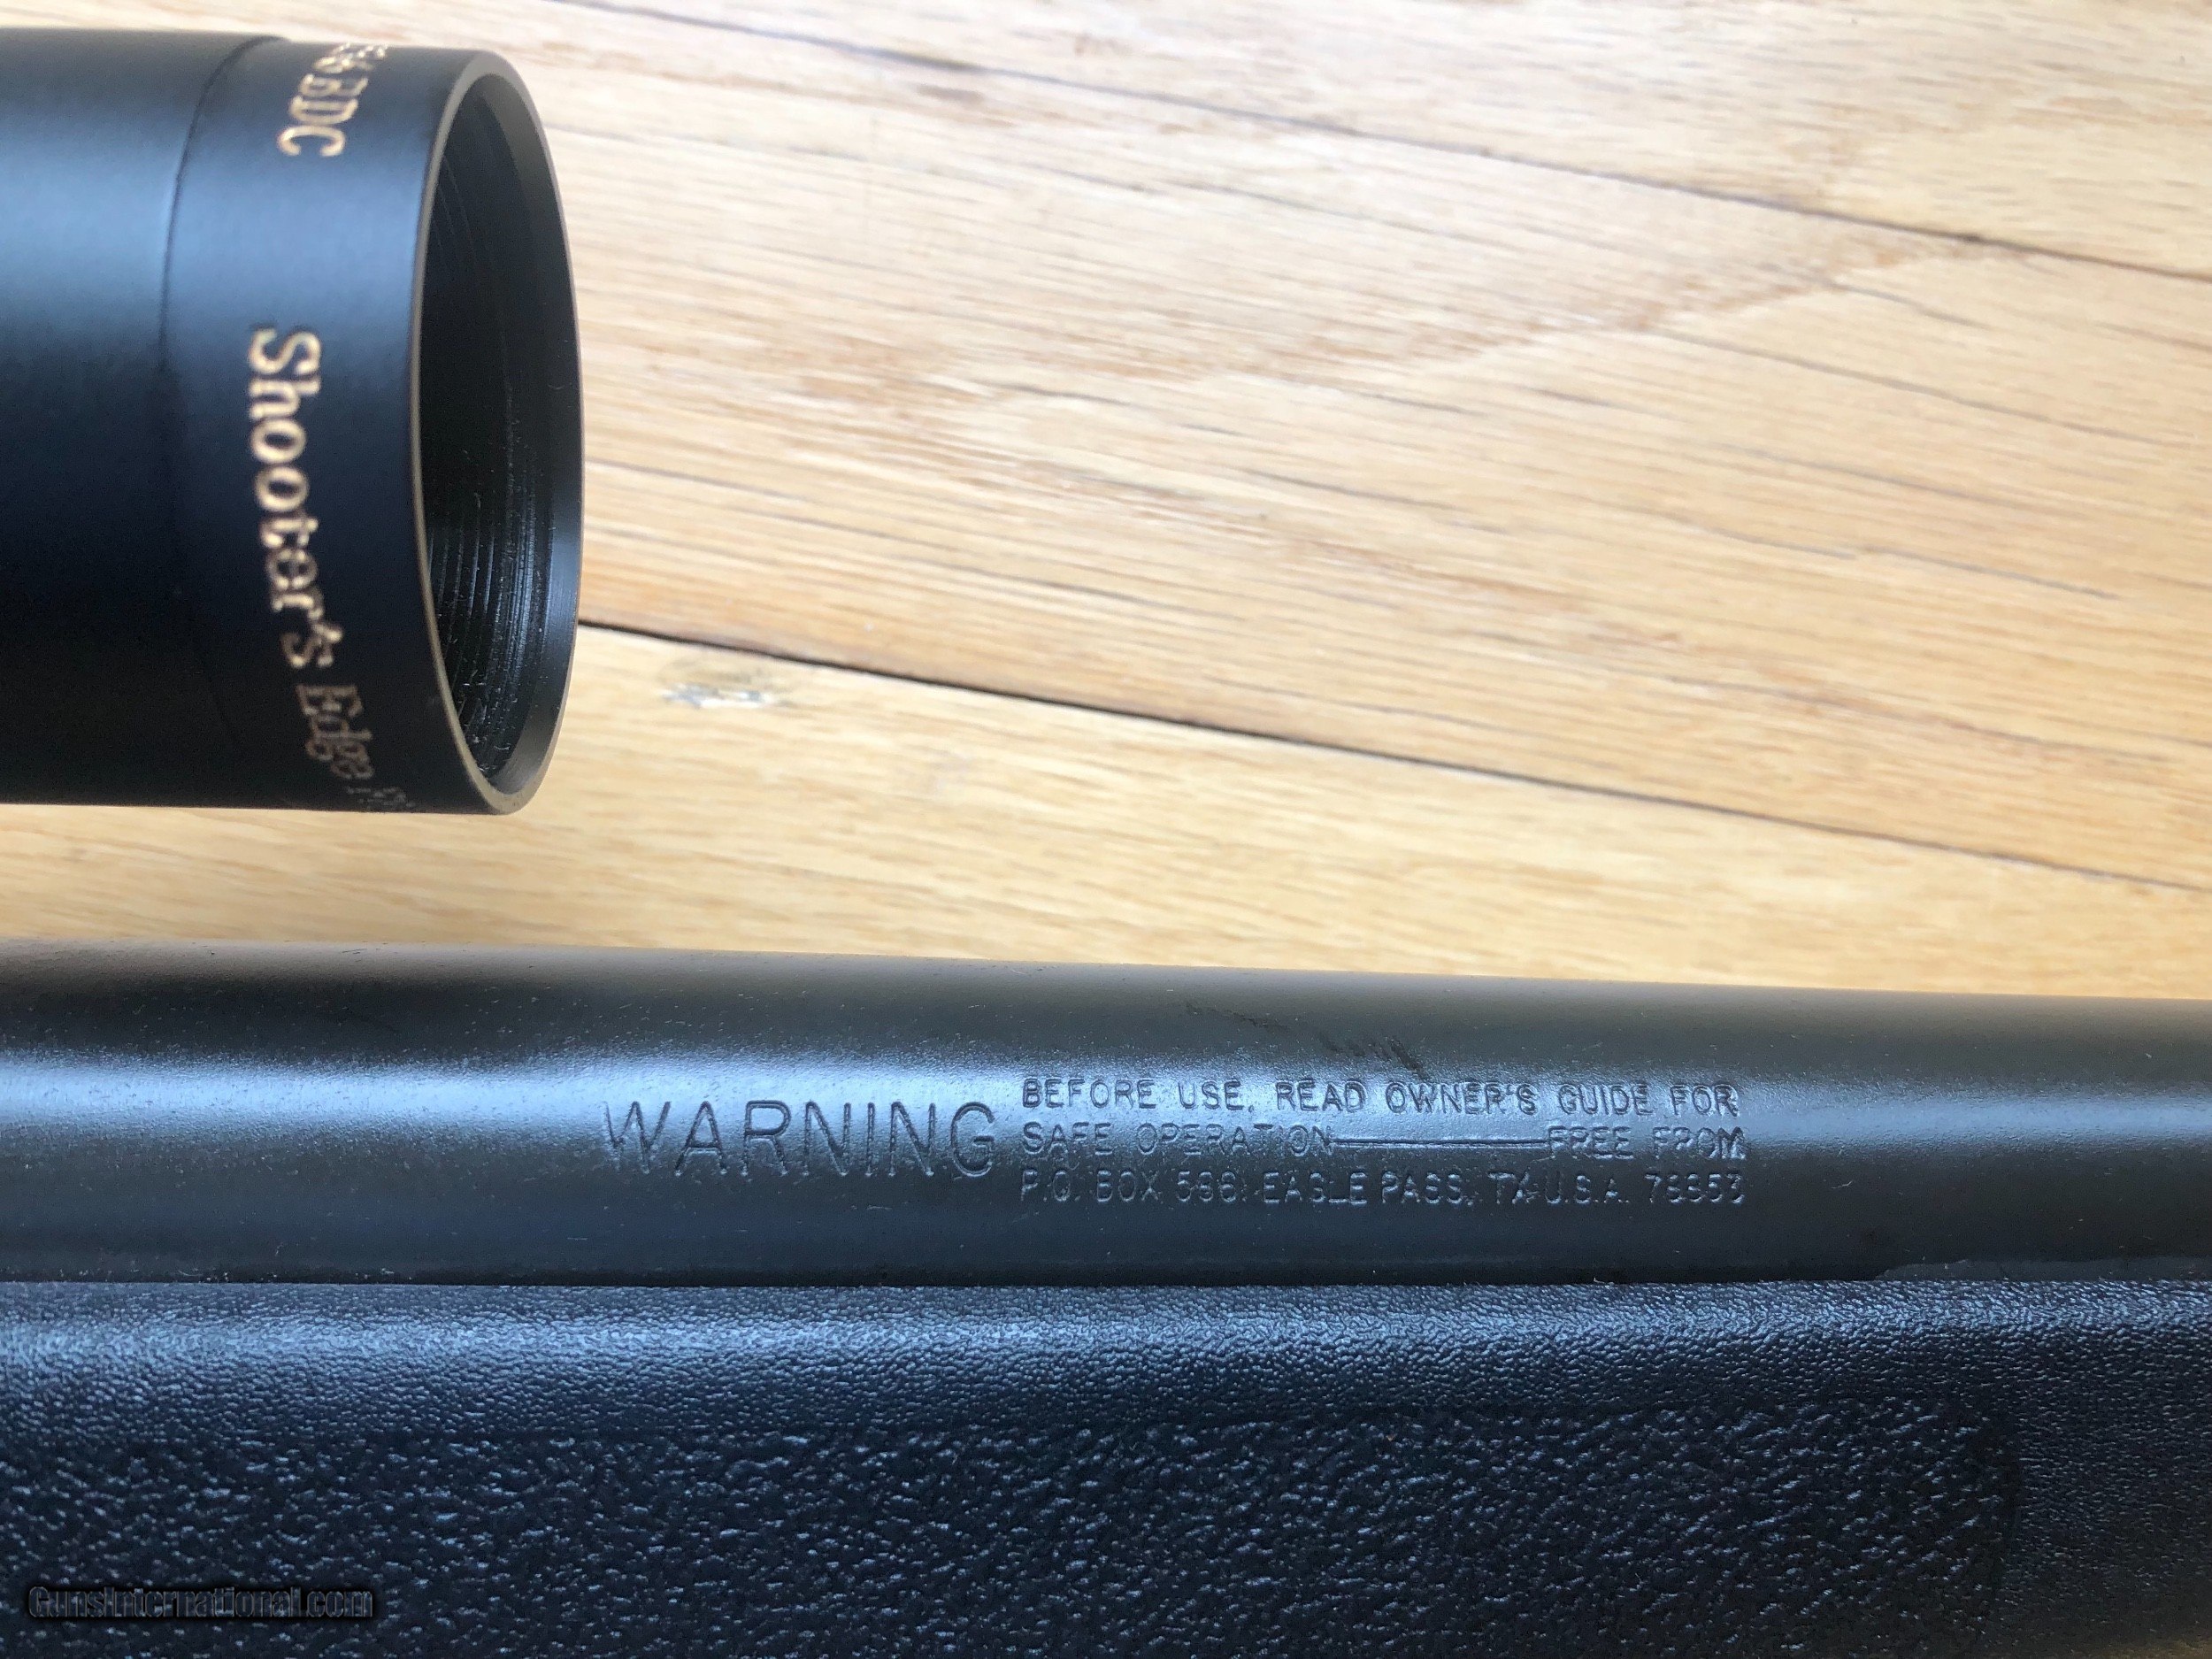 BDC
Shooter's Edge
WARNING
BEFORE USE, READ OWNER'S GUIDE FOR
SAFE OPERATION————FREE FROM
P.O. BOX EAGLE PASS, TX U.S.A. 78853
GunsInternational.com